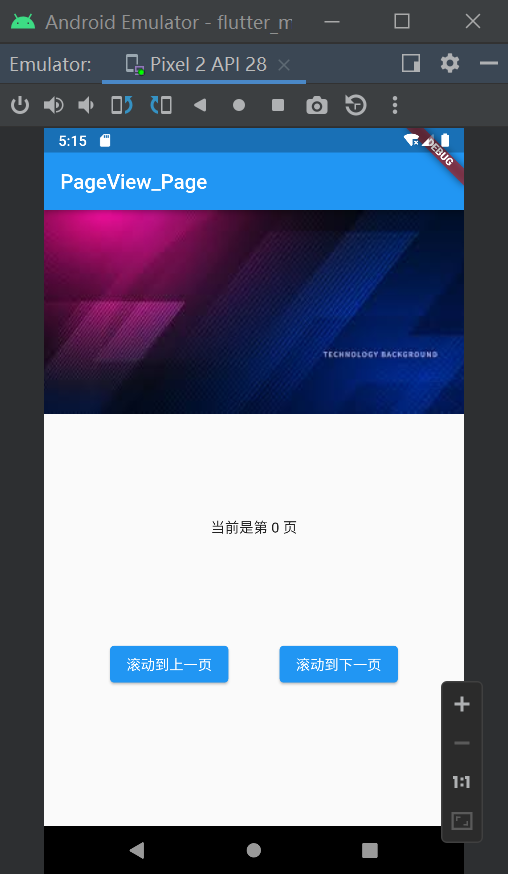 Android Emulator - flutter_m
Emulator: Pixel 2 API 28
5:15
DEBUG
PageView_Page
TECHNOLOGY BACKGROUND
当前是第 0 页
滚动到上一页 滚动到下一页
1:1